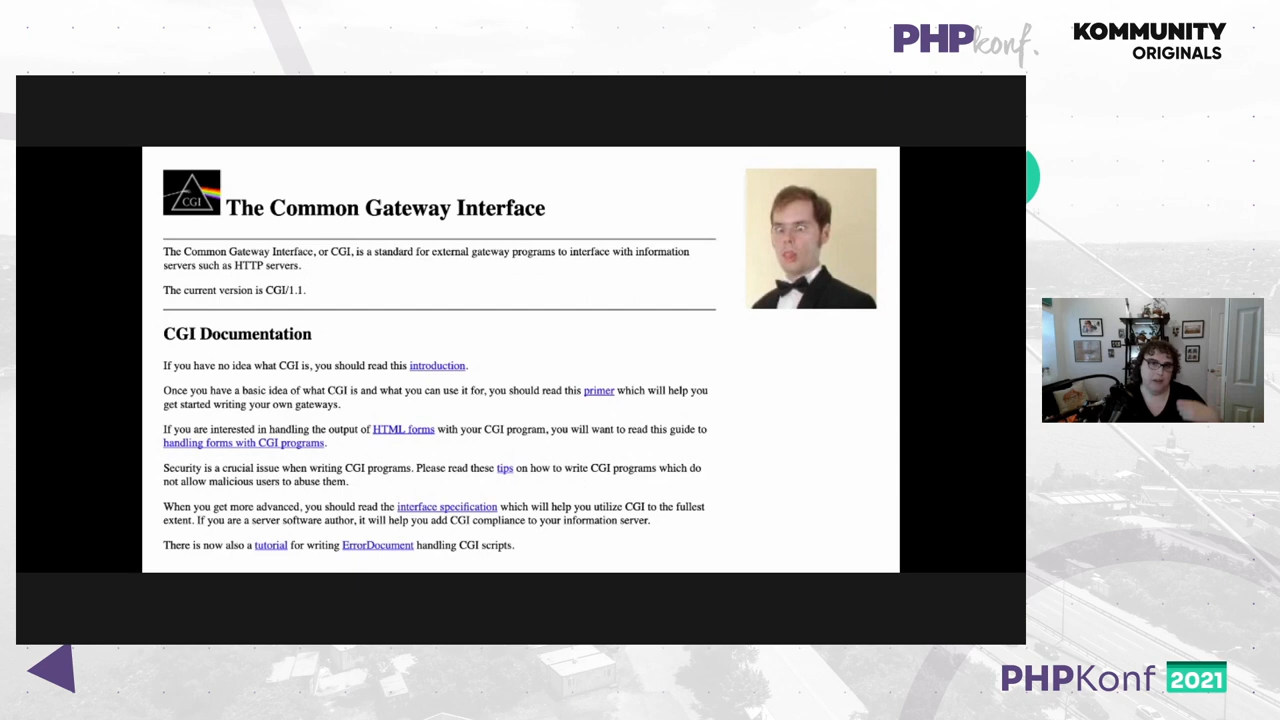 PHPkonf.
KOMMUNITY
ORIGINALS
CGI
The Common Gateway Interface
The Common Gateway Interface, or CGI, is a standard for external gateway programs to interface with information
servers such as HTTP servers.
The current version is CGI/1.1.
CGI Documentation
If you have no idea what CGI is, you should read this introduction.
Once you have a basic idea of what CGI is and what you can use it for, you should read this primer which will help you
get started writing your own gateways.
If you are interested in handling the output of HTML forms with your CGI program, you will want to read this guide to
handling forms with CGI programs.
Security is a crucial issue when writing CGI programs. Please read these tips on how to write CGI programs which do
not allow malicious users to abuse them.
When you get more advanced, you should read the interface specification which will help you utilize CGI to the fullest
extent. If you are a server software author, it will help you add CGI compliance to your information server.
There is now also a tutorial for writing ErrorDocument handling CGI scripts.
PHPKonf 2021